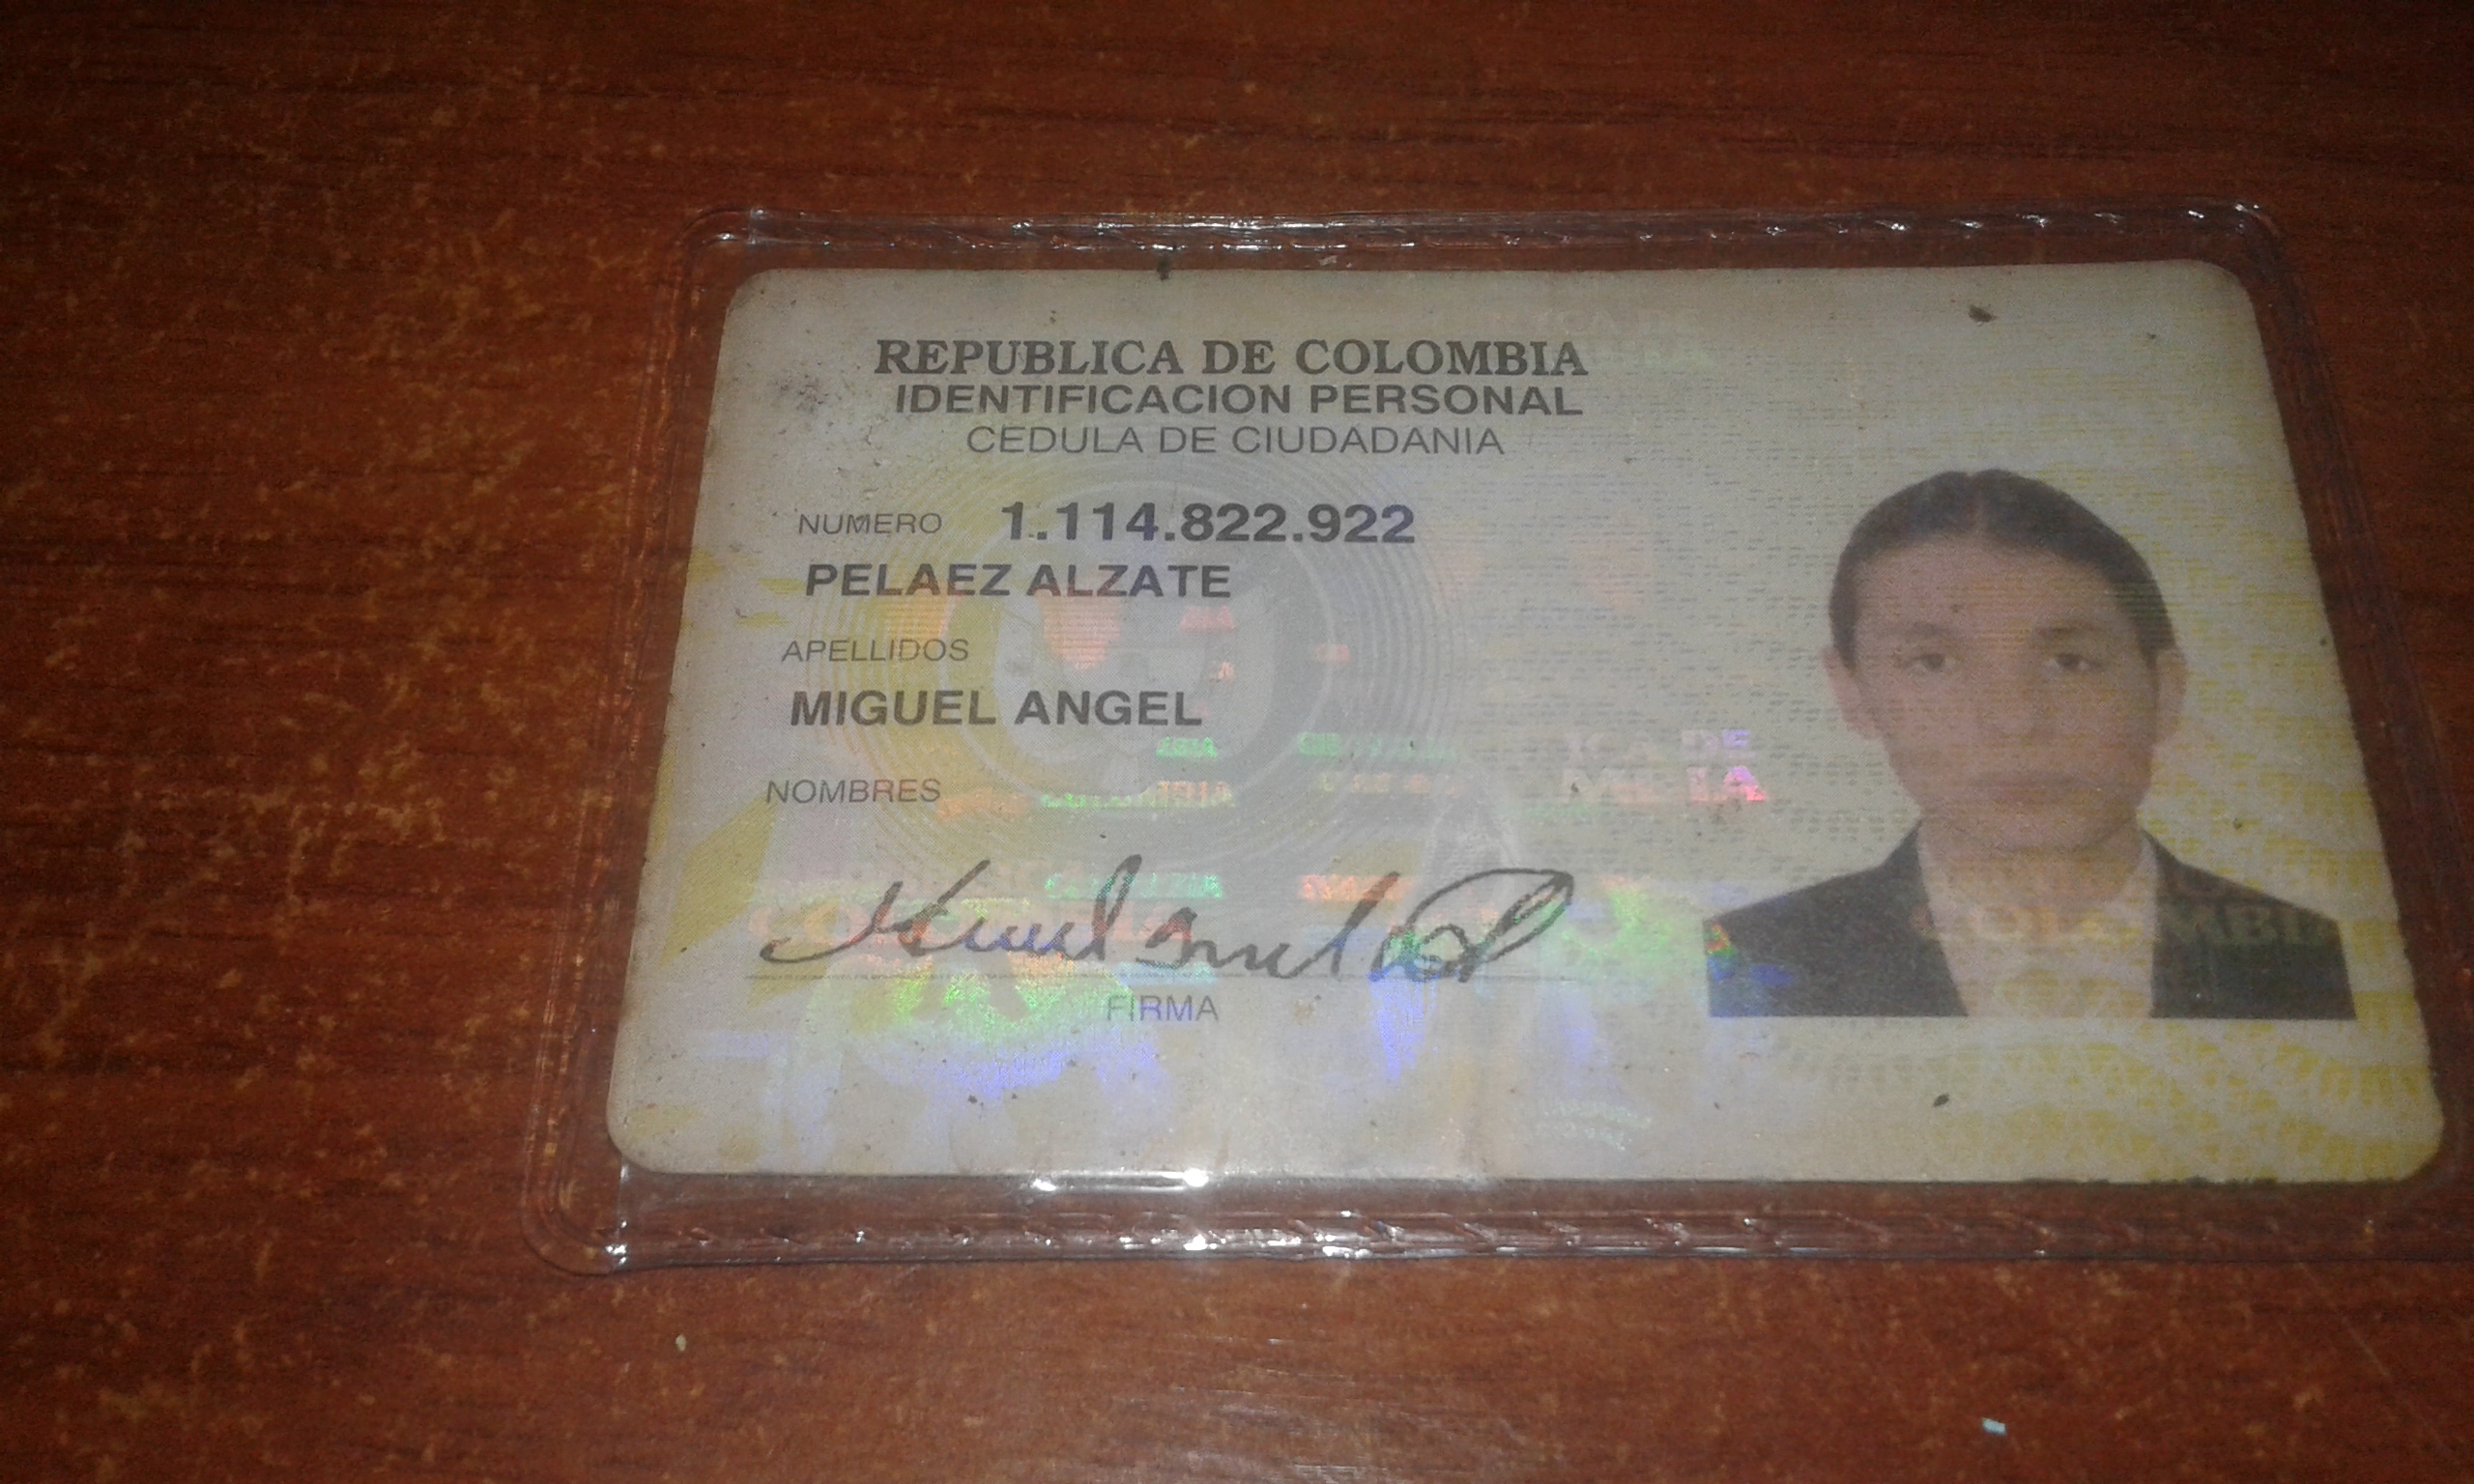 REPUBLICA DE COLOMBIA
IDENTIFICACION PERSONAL
CEDULA DE CIUDADANIA
NUMERO 1.114.822.922
PELAEZ ALZATE
APELLIDOS
MIGUEL ANGEL
NOMBRES
FIRMA